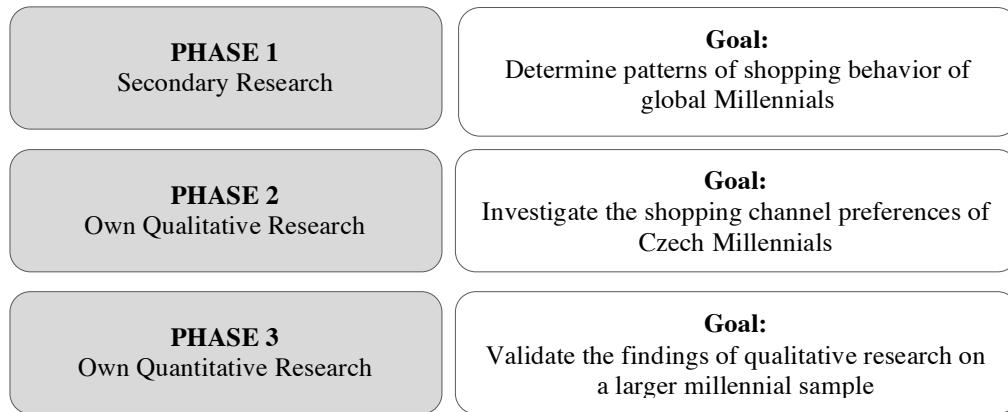 PHASE 1
Secondary Research
Goal:
Determine patterns of shopping behavior of
global Millennials
PHASE 2
Own Qualitative Research
Goal:
Investigate the shopping channel preferences of
Czech Millennials
PHASE 3
Own Quantitative Research
Goal:
Validate the findings of qualitative research on
a larger millennial sample